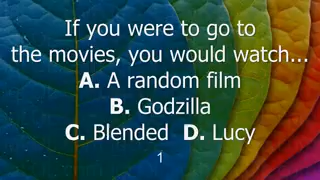 If you were to go to
the movies, you would watch...
A. A random film
B. Godzilla
C. Blended D. Lucy
1